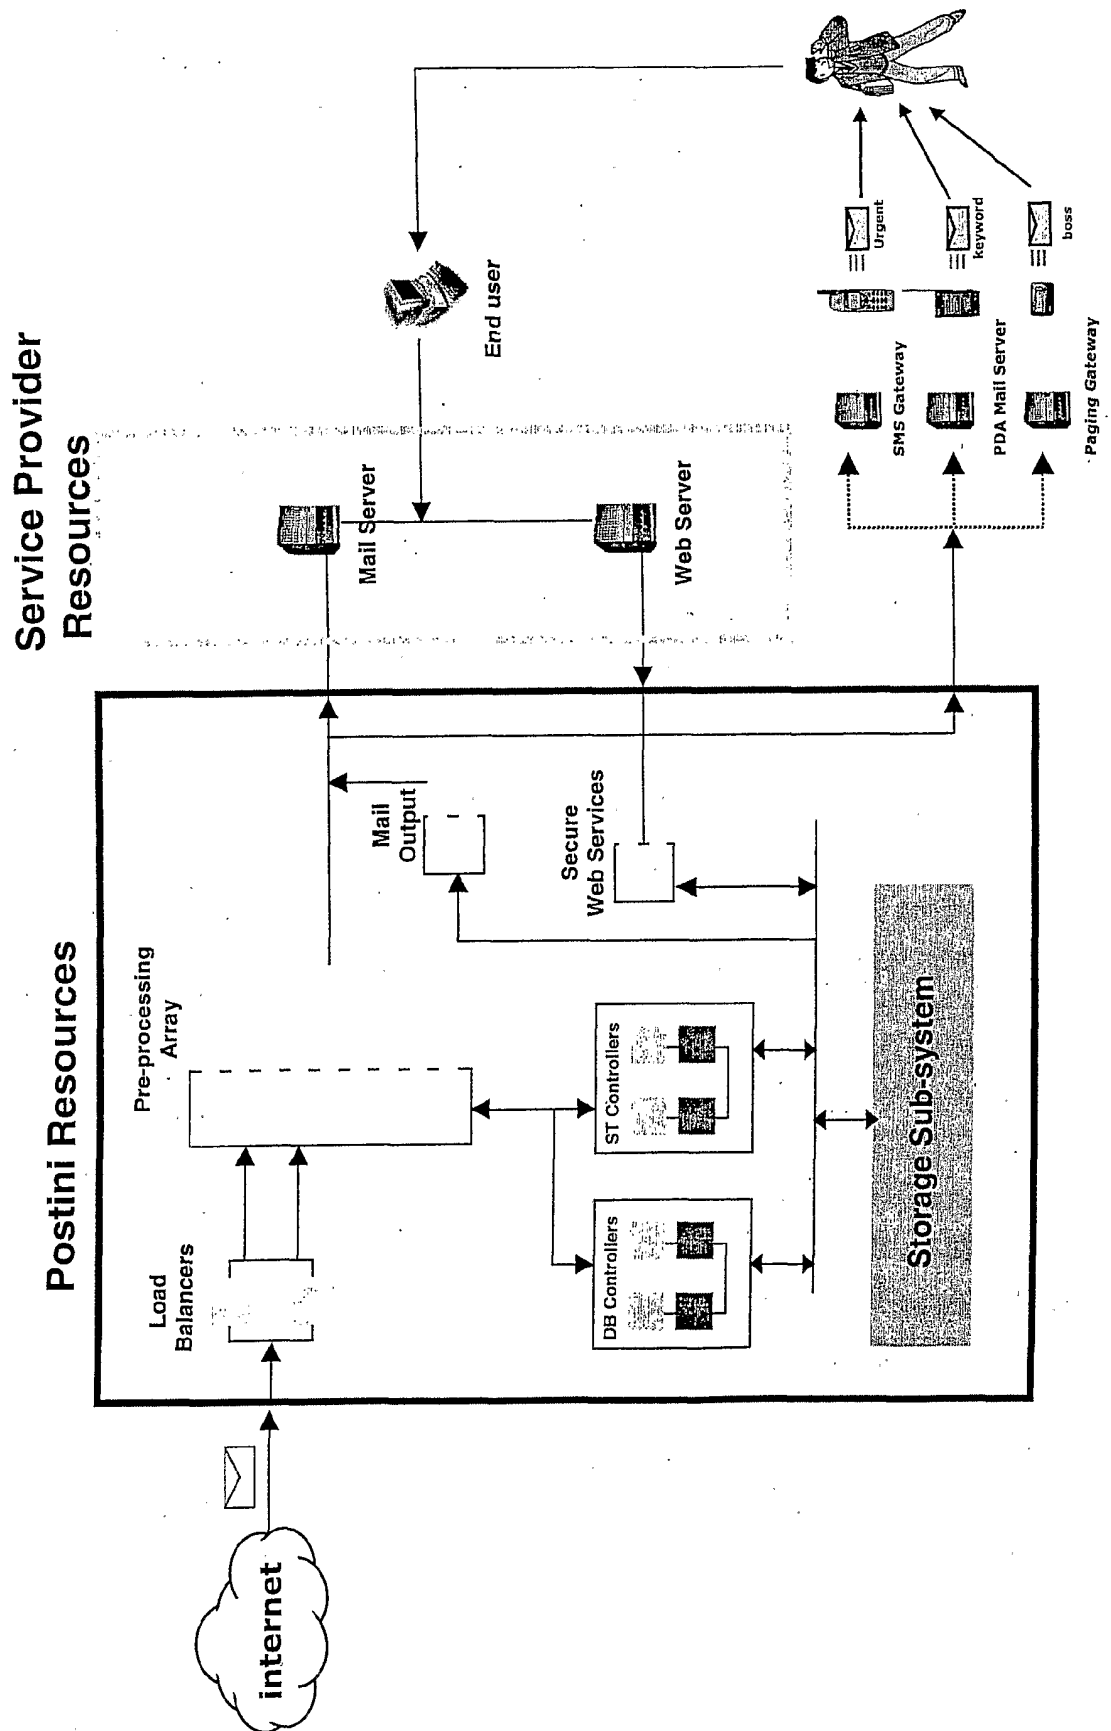 Service Provider
Resources
Postini Resources
internet
Load
Balancers
Pre-processing
Array
DB Controllers
ST Controllers
Storage Sub-system
Mail
Output
Secure
Web Services
Mail Server
Web Server
End user
SMS Gateway
PDA Mail Server
Paging Gateway
Urgent
keyword
boss